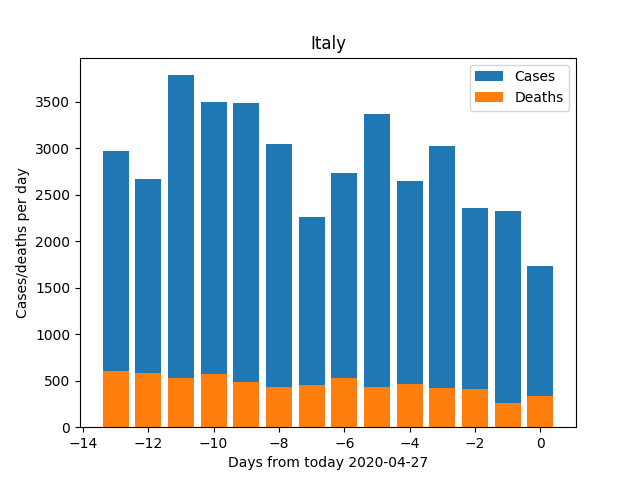 Italy
Cases
Deaths
Cases/deaths per day
3500
3000
2500
2000
1500
1000
500
0
−14 −12 −10 −8 −6 −4 −2 0
Days from today 2020-04-27